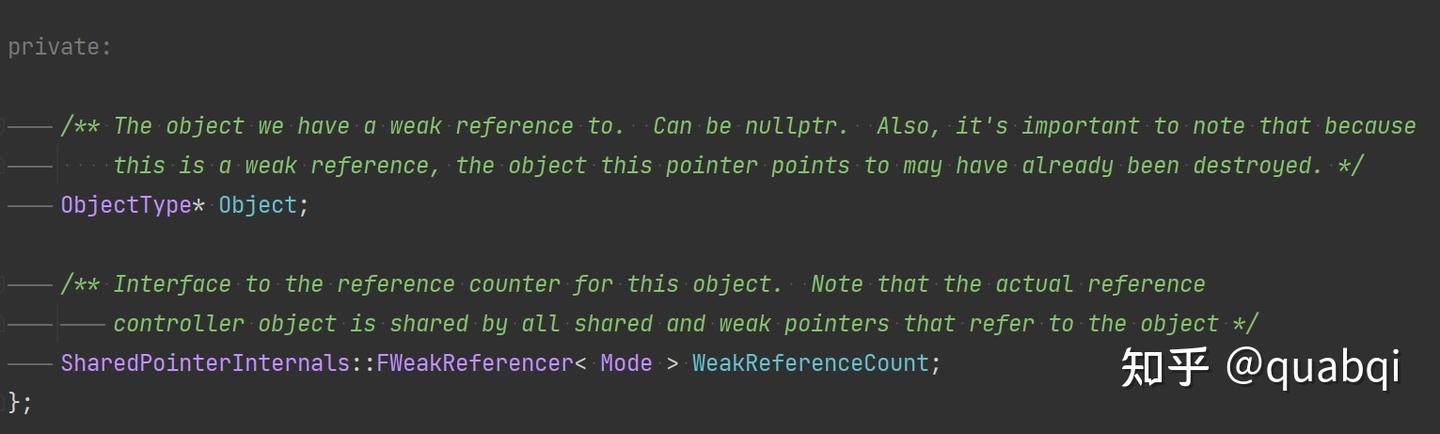 private:
/** The object we have a weak reference to.  Can be nullptr.  Also, it's important to note that because
this is a weak reference, the object this pointer points to may have already been destroyed. */
ObjectType* Object;
/** Interface to the reference counter for this object.  Note that the actual reference
controller object is shared by all shared and weak pointers that refer to the object */
SharedPointerInternals::FWeakReferencer< Mode > WeakReferenceCount;
};
知乎 @quabqi